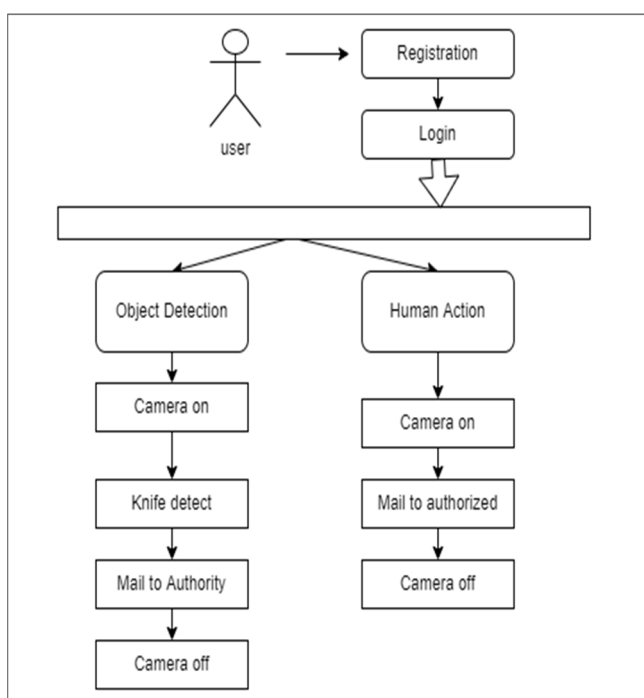 Registration
Login
user
Object Detection
Human Action
Camera on
Camera on
Knife detect
Mail to authorized
Mail to Authority
Camera off
Camera off